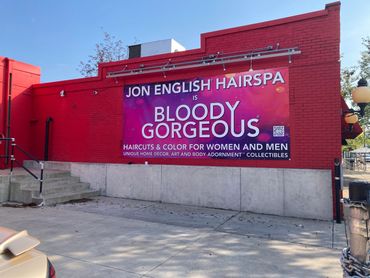 JON ENGLISH HAIRSPA
IS
BLOODY
GORGEOUS
HAIRCUTS & COLOR FOR WOMEN AND MEN
UNIQUE HOME DECOR, ART AND BODY ADORNMENT COLLECTIBLES